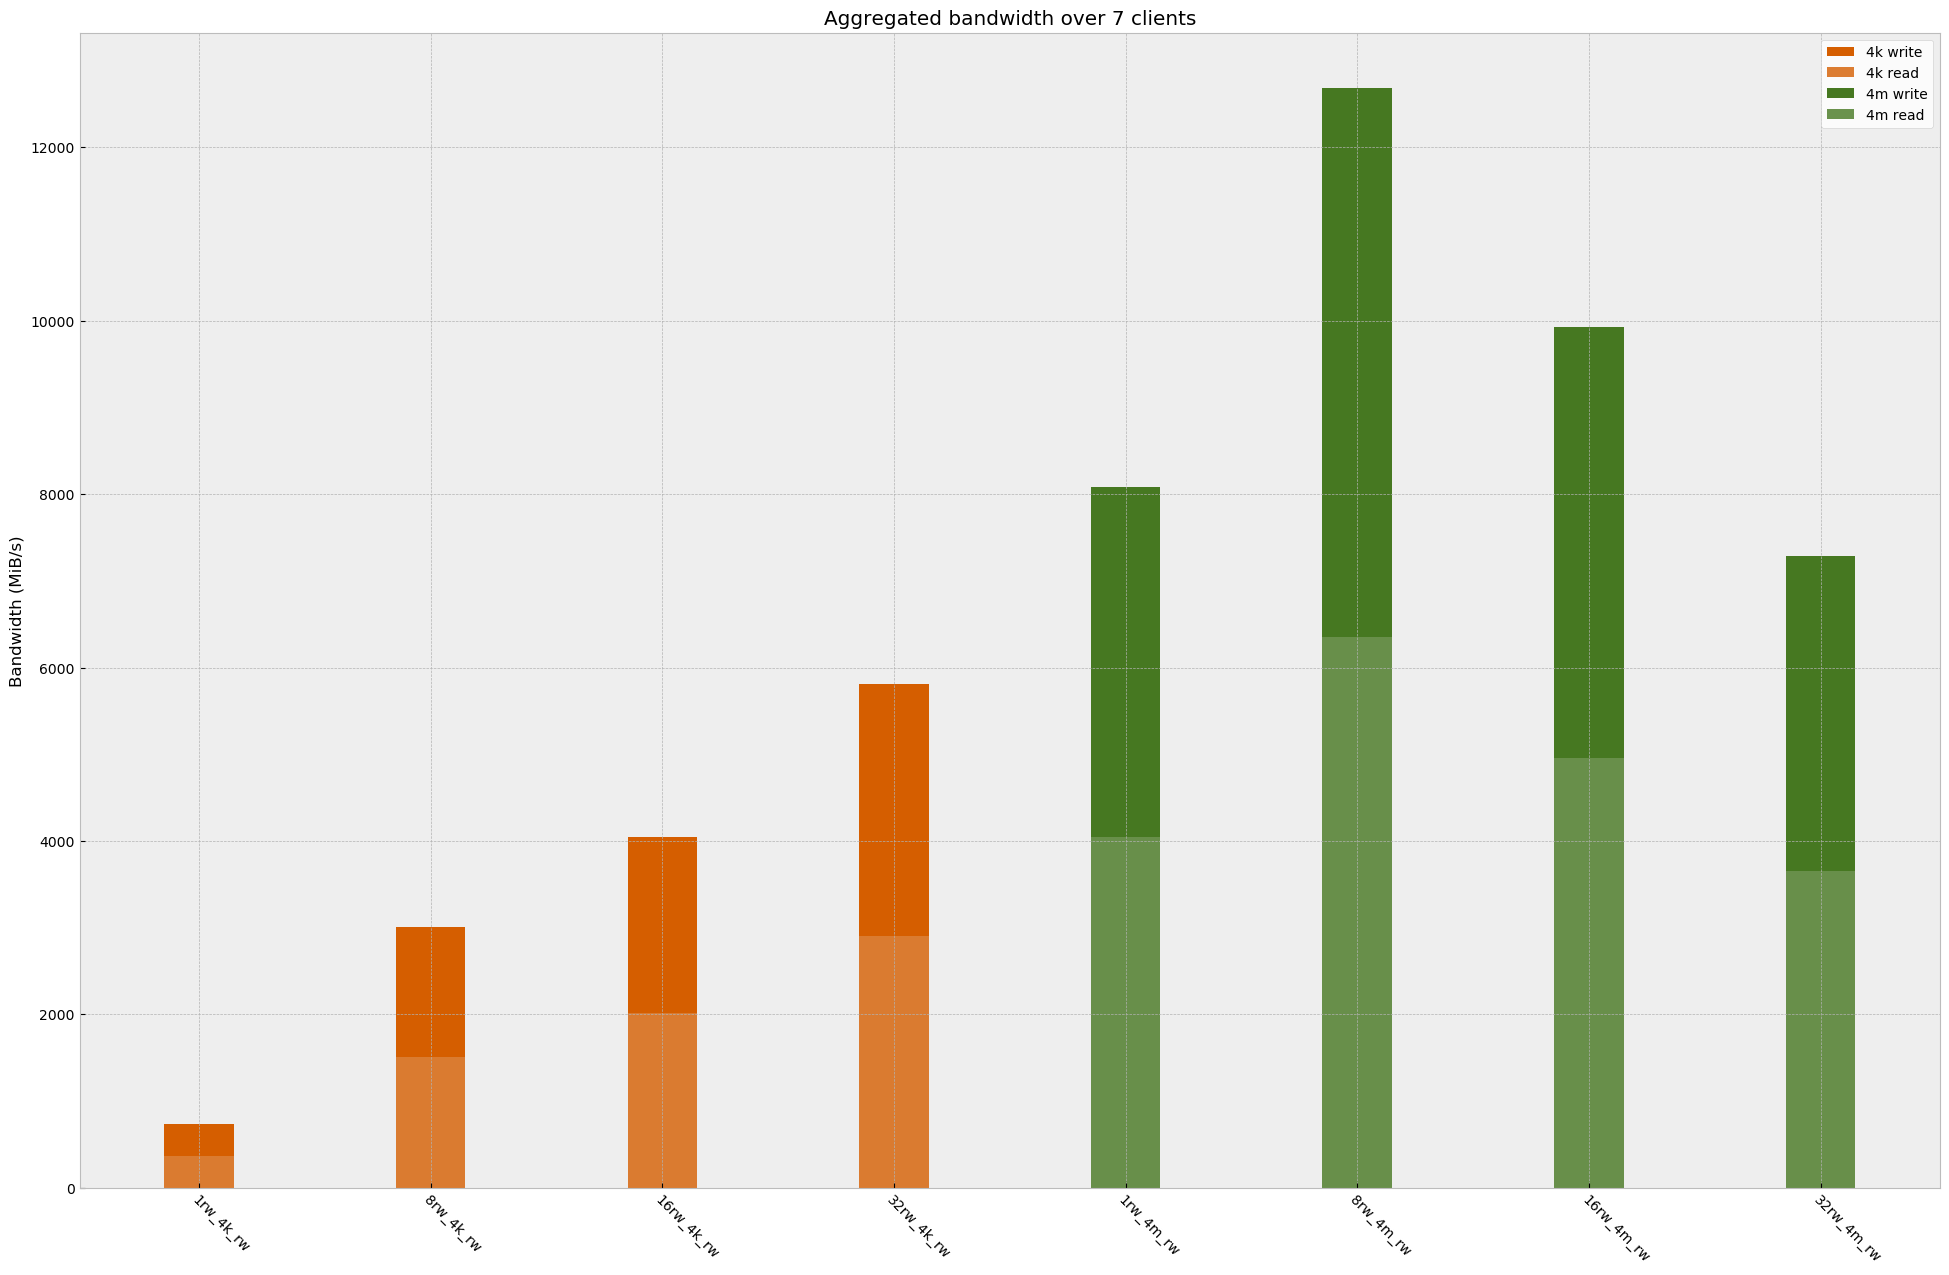 Aggregated bandwidth over 7 clients
4k write
4k read
4m write
4m read
12000
10000
8000
6000
4000
2000
0
Bandwidth (MiB/s)
1rw_4k_rw
8rw_4k_rw
16rw_4k_rw
32rw_4k_rw
1rw_4m_rw
8rw_4m_rw
16rw_4m_rw
32rw_4m_rw